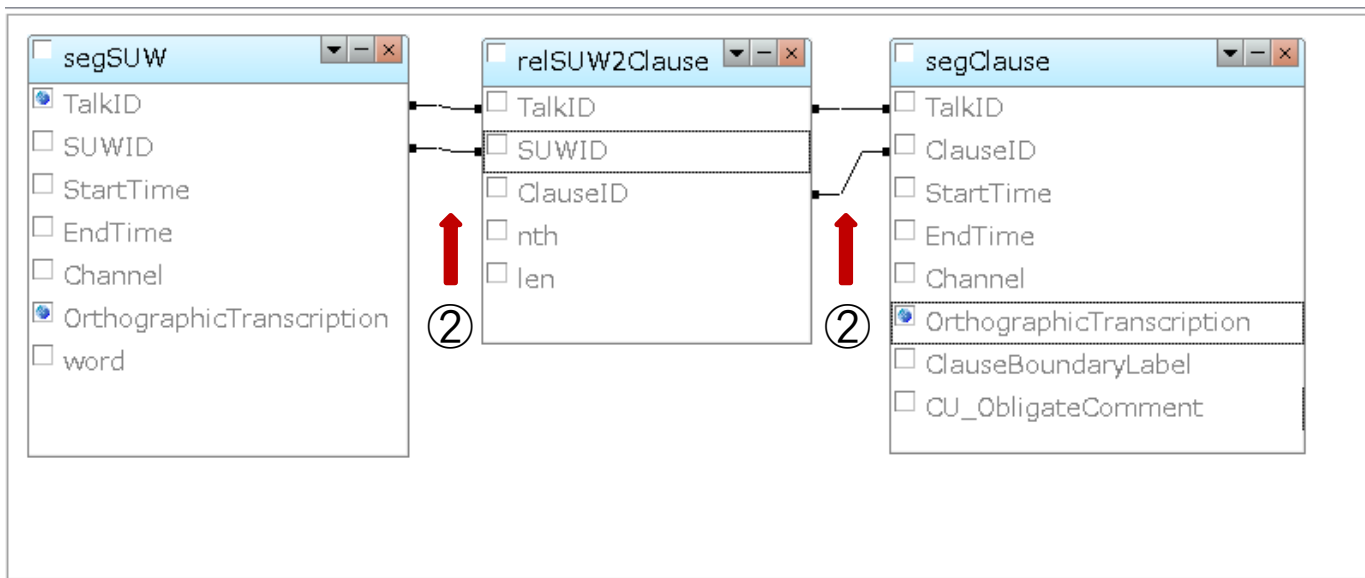 segSUW
TalkID
SUWID
StartTime
EndTime
Channel
OrthographicTranscription
word
relSUW2Clause
TalkID
SUWID
ClauseID
nth
len
②
segClause
TalkID
ClauseID
StartTime
EndTime
Channel
OrthographicTranscription
ClauseBoundaryLabel
CU_ObligateComment
②